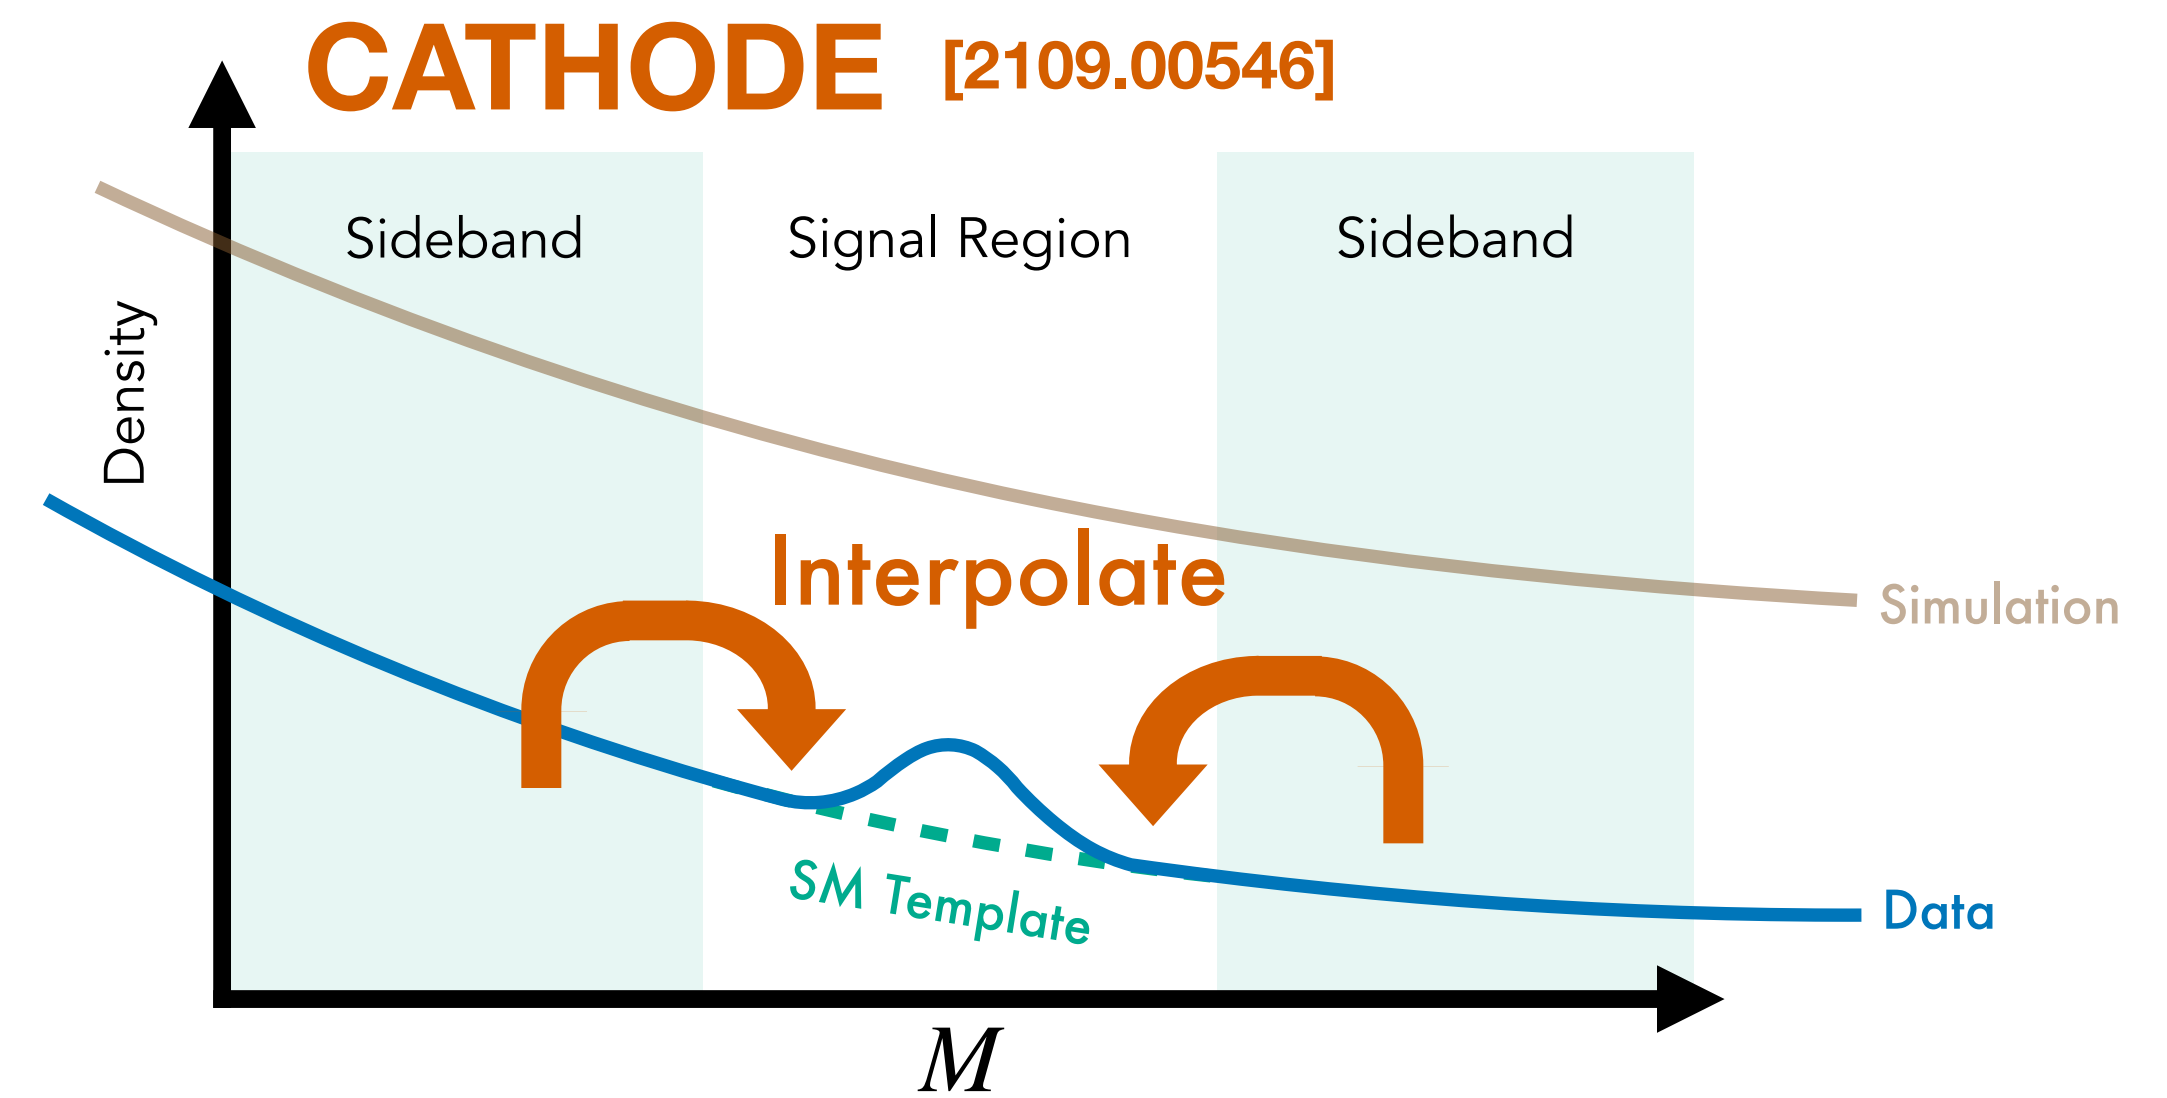 CATHODE [2109.00546]
Sideband
Signal Region
Sideband
Density
Interpolate
Simulation
SM Template
Data
M